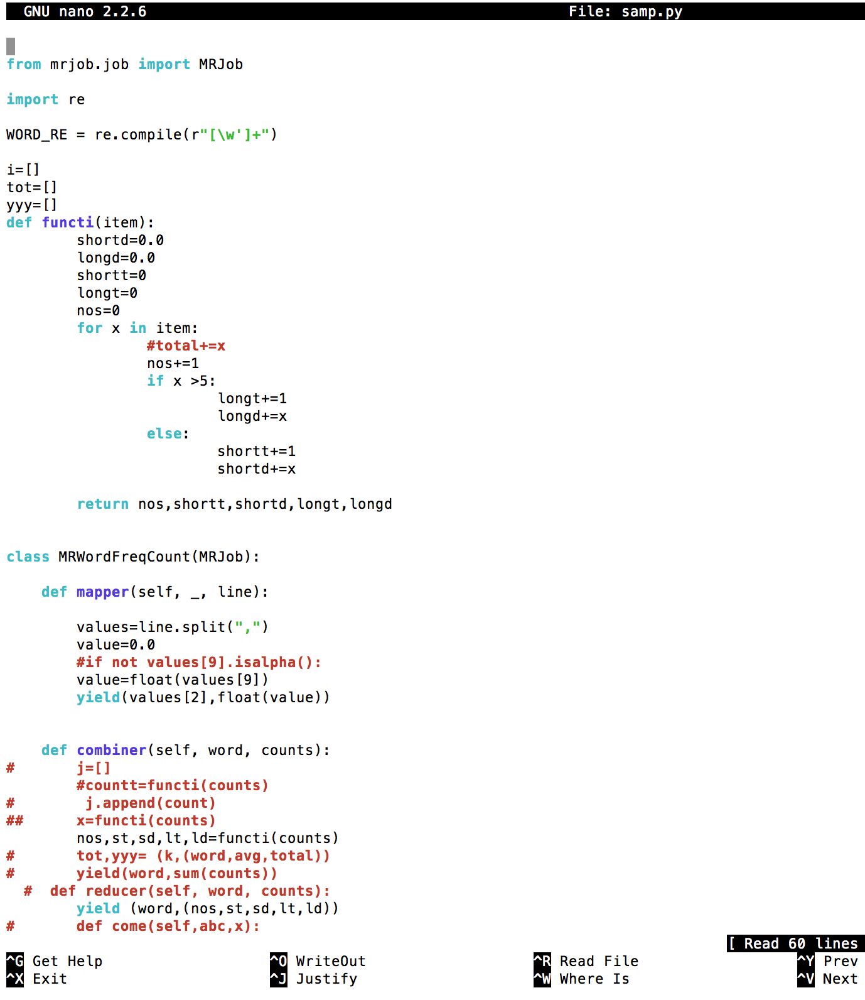 GNU nano 2.2.6 File: samp.py
from mrjob.job import MRJob
import re
WORD_RE = re.compile(r"[\w']+")
i=[]
tot=[]
yyy=[]
def functi(item):
shortd=0.0
longd=0.0
shortt=0
longt=0
nos=0
for x in item:
#total+=x
nos+=1
if x >5:
longt+=1
longd+=x
else:
shortt+=1
shortd+=x
return nos,shortt,shortd,longt,longd
class MRWordFreqCount(MRJob):
def mapper(self, _, line):
values=line.split(",")
value=0.0
#if not values[9].isalpha():
value=float(values[9])
yield(values[2],float(value))
def combiner(self, word, counts):
# j=[]
#countt=functi(counts)
# j.append(count)
## x=functi(counts)
nos,st,sd,lt,ld=functi(counts)
# tot,yyy= (k,(word,avg,total))
# yield(word,sum(counts))
# def reducer(self, word, counts):
yield (word,(nos,st,sd,lt,ld))
# def come(self,abc,x):
[ Read 60 lines
^G Get Help ^O WriteOut ^R Read File ^Y Prev
^X Exit ^J Justify ^W Where Is ^V Next